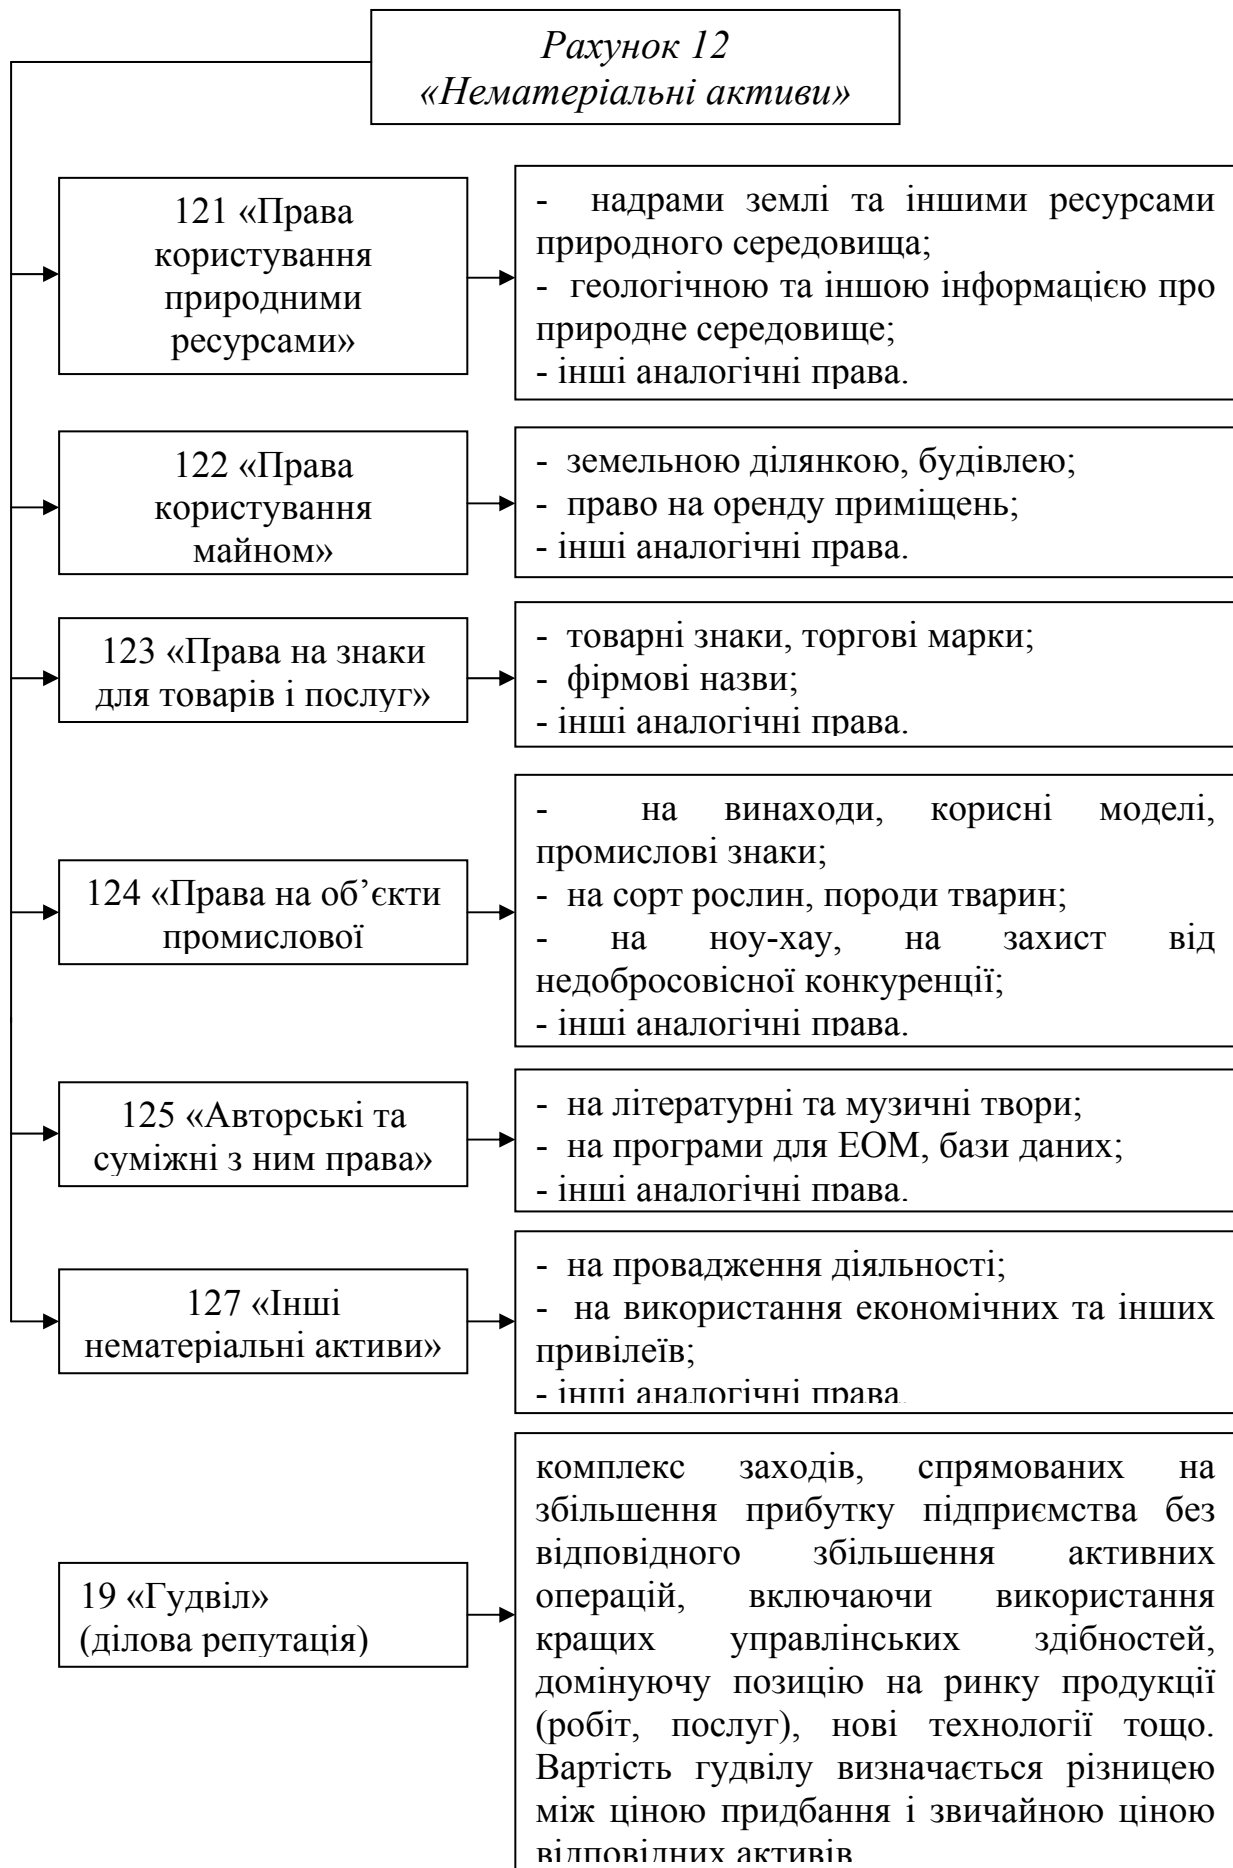 Рахунок 12
«Нематеріальні активи»
121 «Права
користування
природними
ресурсами»
- надрами землі та іншими ресурсами
природного середовища;
- геологічною та іншою інформацією про
природне середовище;
- інші аналогічні права.
122 «Права
користування
майном»
- земельною ділянкою, будівлею;
- право на оренду приміщень;
- інші аналогічні права.
123 «Права на знаки
для товарів і послуг»
- товарні знаки, торгові марки;
- фірмові назви;
- інші аналогічні права.
124 «Права на об’єкти
промислової
- на винаходи, корисні моделі,
промислові знаки;
- на сорт рослин, породи тварин;
- на ноу-хау, на захист від
недобросовісної конкуренції;
- інші аналогічні права.
125 «Авторські та
суміжні з ним права»
- на літературні та музичні твори;
- на програми для ЕОМ, бази даних;
- інші аналогічні права.
127 «Інші
нематеріальні активи»
- на провадження діяльності;
- на використання економічних та інших
привілеїв;
- інші аналогічні права.
19 «Гудвіл»
(ділова репутація)
комплекс заходів, спрямованих на
збільшення прибутку підприємства без
відповідного збільшення активних
операцій, включаючи використання
кращих управлінських здібностей,
домінуючу позицію на ринку продукції
(робіт, послуг), нові технології тощо.
Вартість гудвілу визначається різницею
між ціною придбання і звичайною ціною
відповідних активів